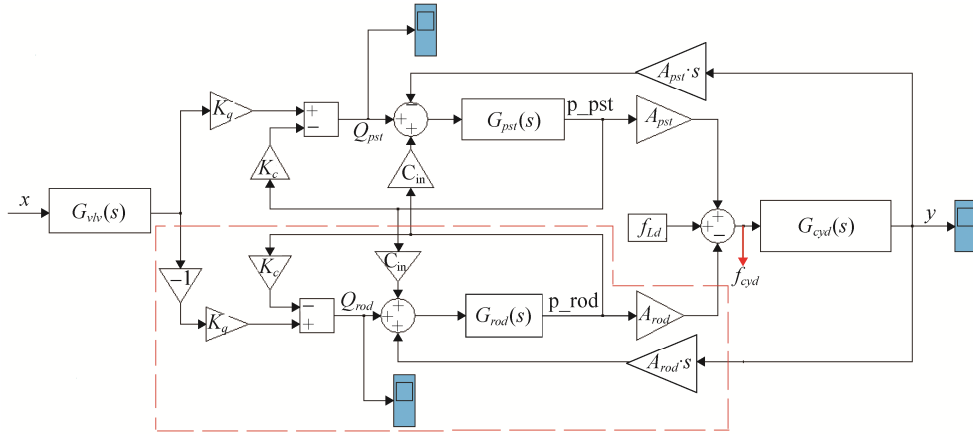 A_pst·s
K_q
+
−
Q_pst
−
+
+
G_pst(s)
p_pst
A_pst
K_c
C_in
x
G_vlv(s)
f_Ld
+
+
−
G_cyd(s)
y
f_cyd
−1
K_c
C_in
K_q
−
+
Q_rod
+
+
+
G_rod(s)
p_rod
A_rod
A_rod·s